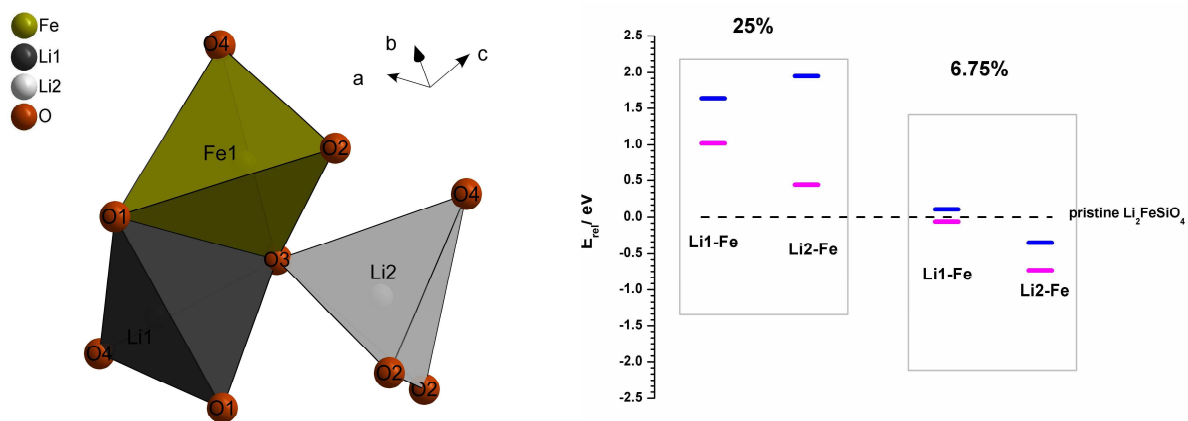 Fe
Li1
Li2
O
O4
b
c
a
Fe1
O2
O4
O1
O3
Li2
Li1
O4
O2
O2
O1
25%
6.75%
2.5
2.0
1.5
1.0
0.5
0.0
-0.5
-1.0
-1.5
-2.0
-2.5
E_rel/ eV
Li1-Fe
Li2-Fe
Li1-Fe
Li2-Fe
pristine Li₂FeSiO₄